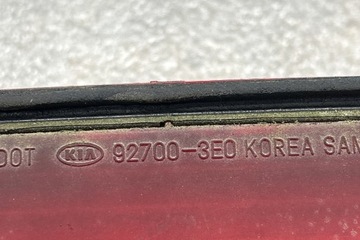 DOT KIA 92700-3E0 KOREA SAM